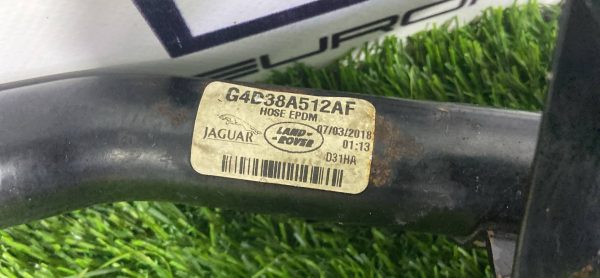 EURO
G4D38A512AF
HOSE EPDM
JAGUAR
LAND-
-ROVER
07/03/2018
01:13
D31HA